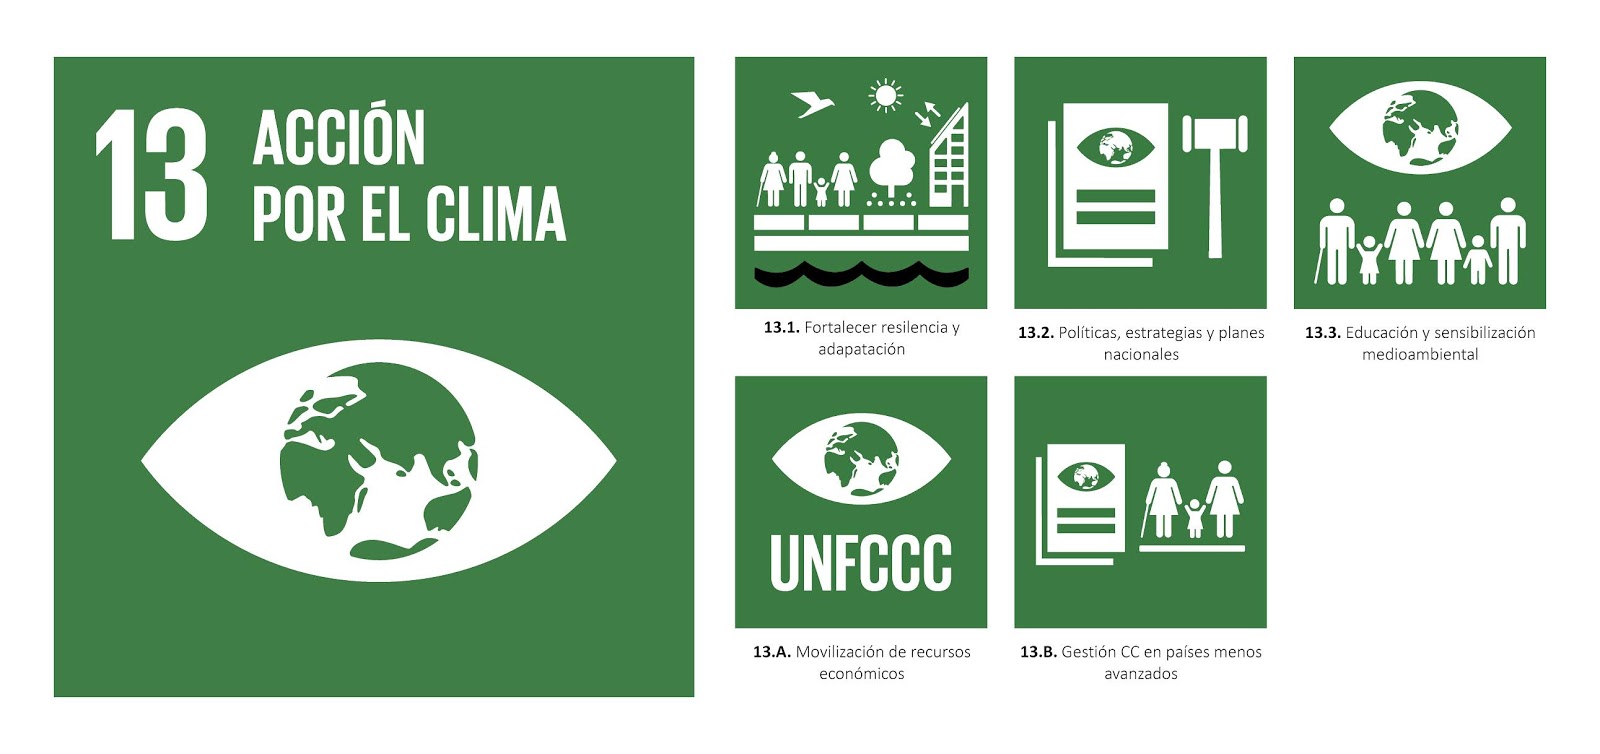 13
ACCIÓN
POR EL CLIMA
13.1. Fortalecer resilencia y
adapatación
13.2. Políticas, estrategias y planes
nacionales
13.3. Educación y sensibilización
medioambiental
UNFCCC
13.A. Movilización de recursos
económicos
13.B. Gestión CC en países menos
avanzados